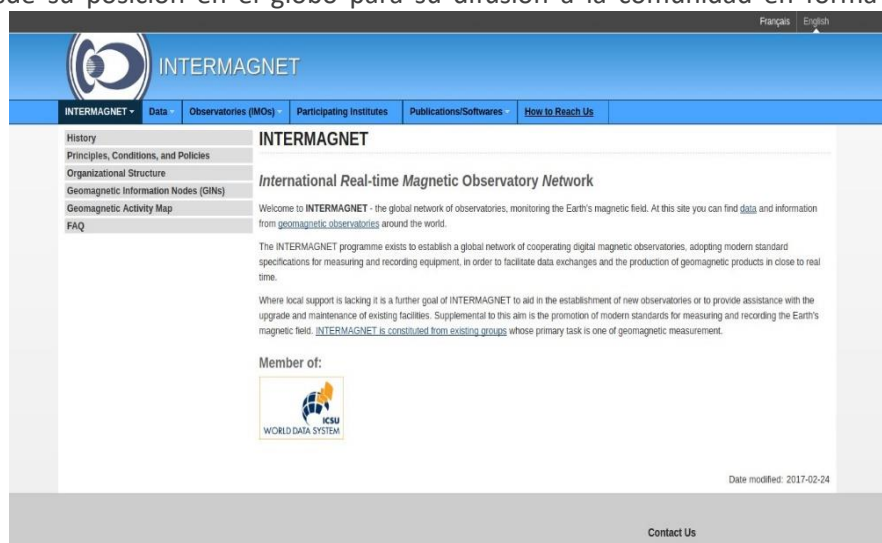 su posición en el globo para su difusión a la comunidad en forma
Français English
INTERMAGNET
INTERMAGNET Data Observatories (IMOs) Participating Institutes Publications/Softwares How to Reach Us
History
Principles, Conditions, and Policies
Organizational Structure
Geomagnetic Information Nodes (GINs)
Geomagnetic Activity Map
FAQ
INTERMAGNET
International Real-time Magnetic Observatory Network
Welcome to INTERMAGNET - the global network of observatories, monitoring the Earth's magnetic field. At this site you can find data and information
from geomagnetic observatories around the world.
The INTERMAGNET programme exists to establish a global network of cooperating digital magnetic observatories, adopting modern standard
specifications for measuring and recording equipment, in order to facilitate data exchanges and the production of geomagnetic products in close to real
time.
Where local support is lacking it is a further goal of INTERMAGNET to aid in the establishment of new observatories or to provide assistance with the
upgrade and maintenance of existing facilities. Supplemental to this aim is the promotion of modern standards for measuring and recording the Earth's
magnetic field. INTERMAGNET is constituted from existing groups whose primary task is one of geomagnetic measurement.
Member of:
ICSU
WORLD DATA SYSTEM
Date modified: 2017-02-24
Contact Us